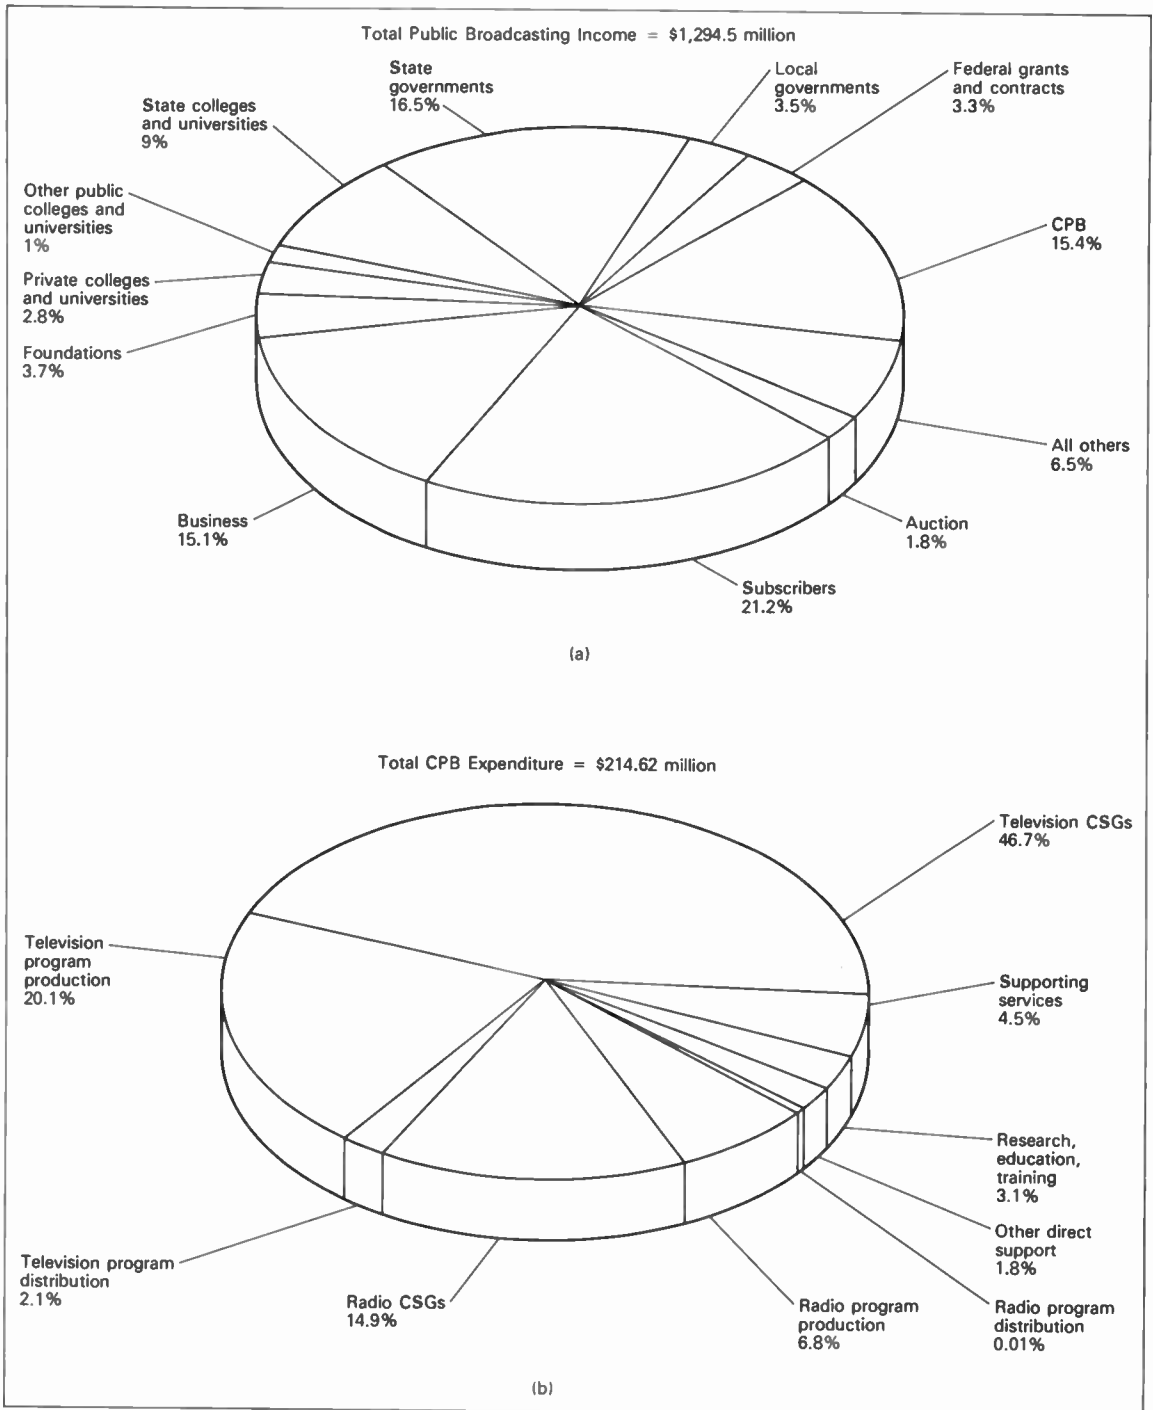 Total Public Broadcasting Income = $1,294.5 million
State
governments
16.5%
Local
governments
3.5%
Federal grants
and contracts
3.3%
State colleges
and universities
9%
Other public
colleges and
universities
1%
CPB
15.4%
Private colleges
and universities
2.8%
Foundations
3.7%
All others
6.5%
Business
15.1%
Auction
1.8%
Subscribers
21.2%
(a)
Total CPB Expenditure = $214.62 million
Television CSGs
46.7%
Television
program
production
20.1%
Supporting
services
4.5%
Research,
education,
training
3.1%
Other direct
support
1.8%
Television program
distribution
2.1%
Radio CSGs
14.9%
Radio program
production
6.8%
Radio program
distribution
0.01%
(b)